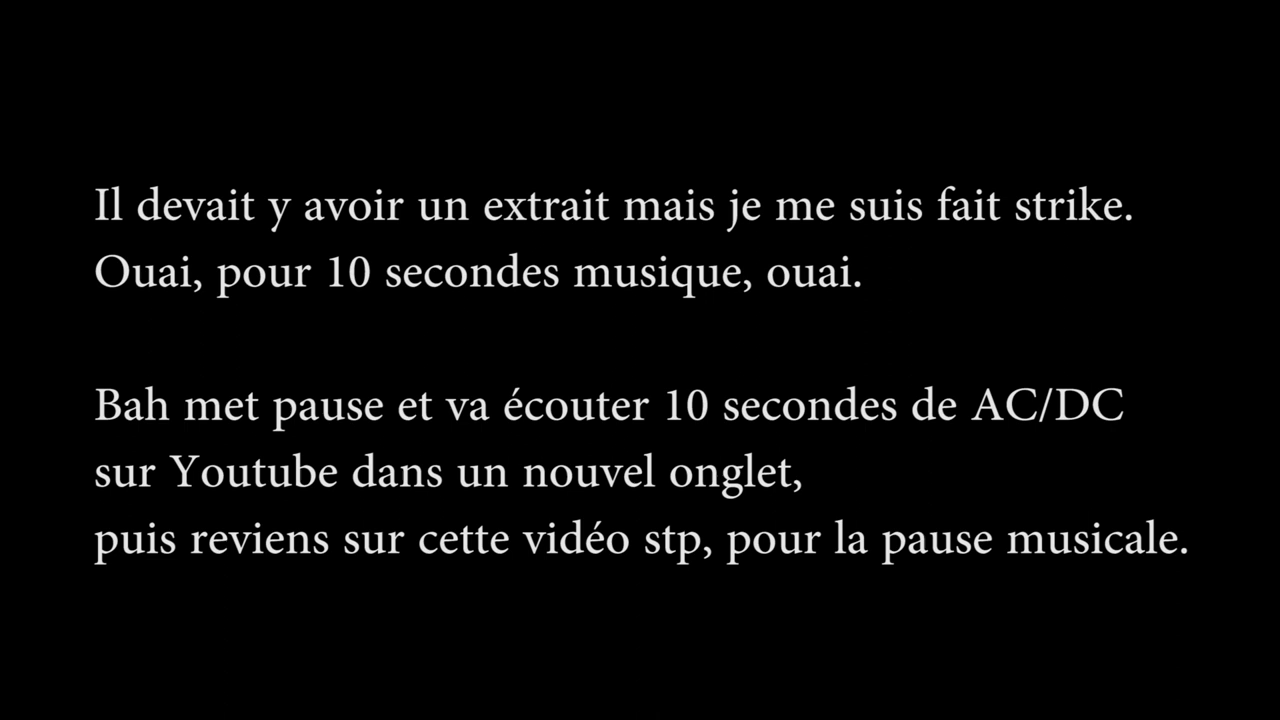 Il devait y avoir un extrait mais je me suis fait strike.
Ouai, pour 10 secondes musique, ouai.
Bah met pause et va écouter 10 secondes de AC/DC
sur Youtube dans un nouvel onglet,
puis reviens sur cette vidéo stp, pour la pause musicale.